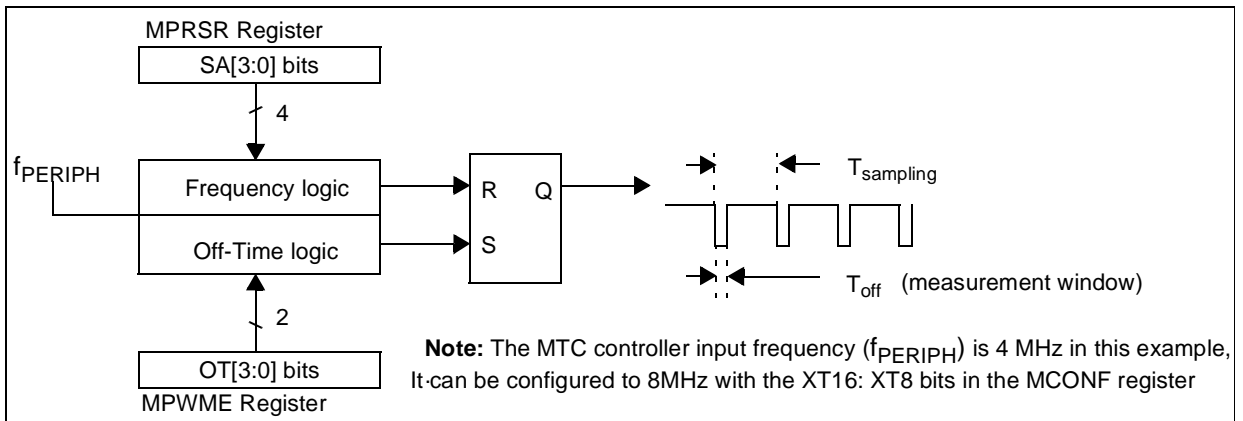 MPRSR Register
SA[3:0] bits
4
fPERIPH
Frequency logic
R Q
Tsampling
Off-Time logic
S
Toff (measurement window)
2
OT[3:0] bits
MPWME Register
Note: The MTC controller input frequency (fPERIPH) is 4 MHz in this example,
It·can be configured to 8MHz with the XT16: XT8 bits in the MCONF register